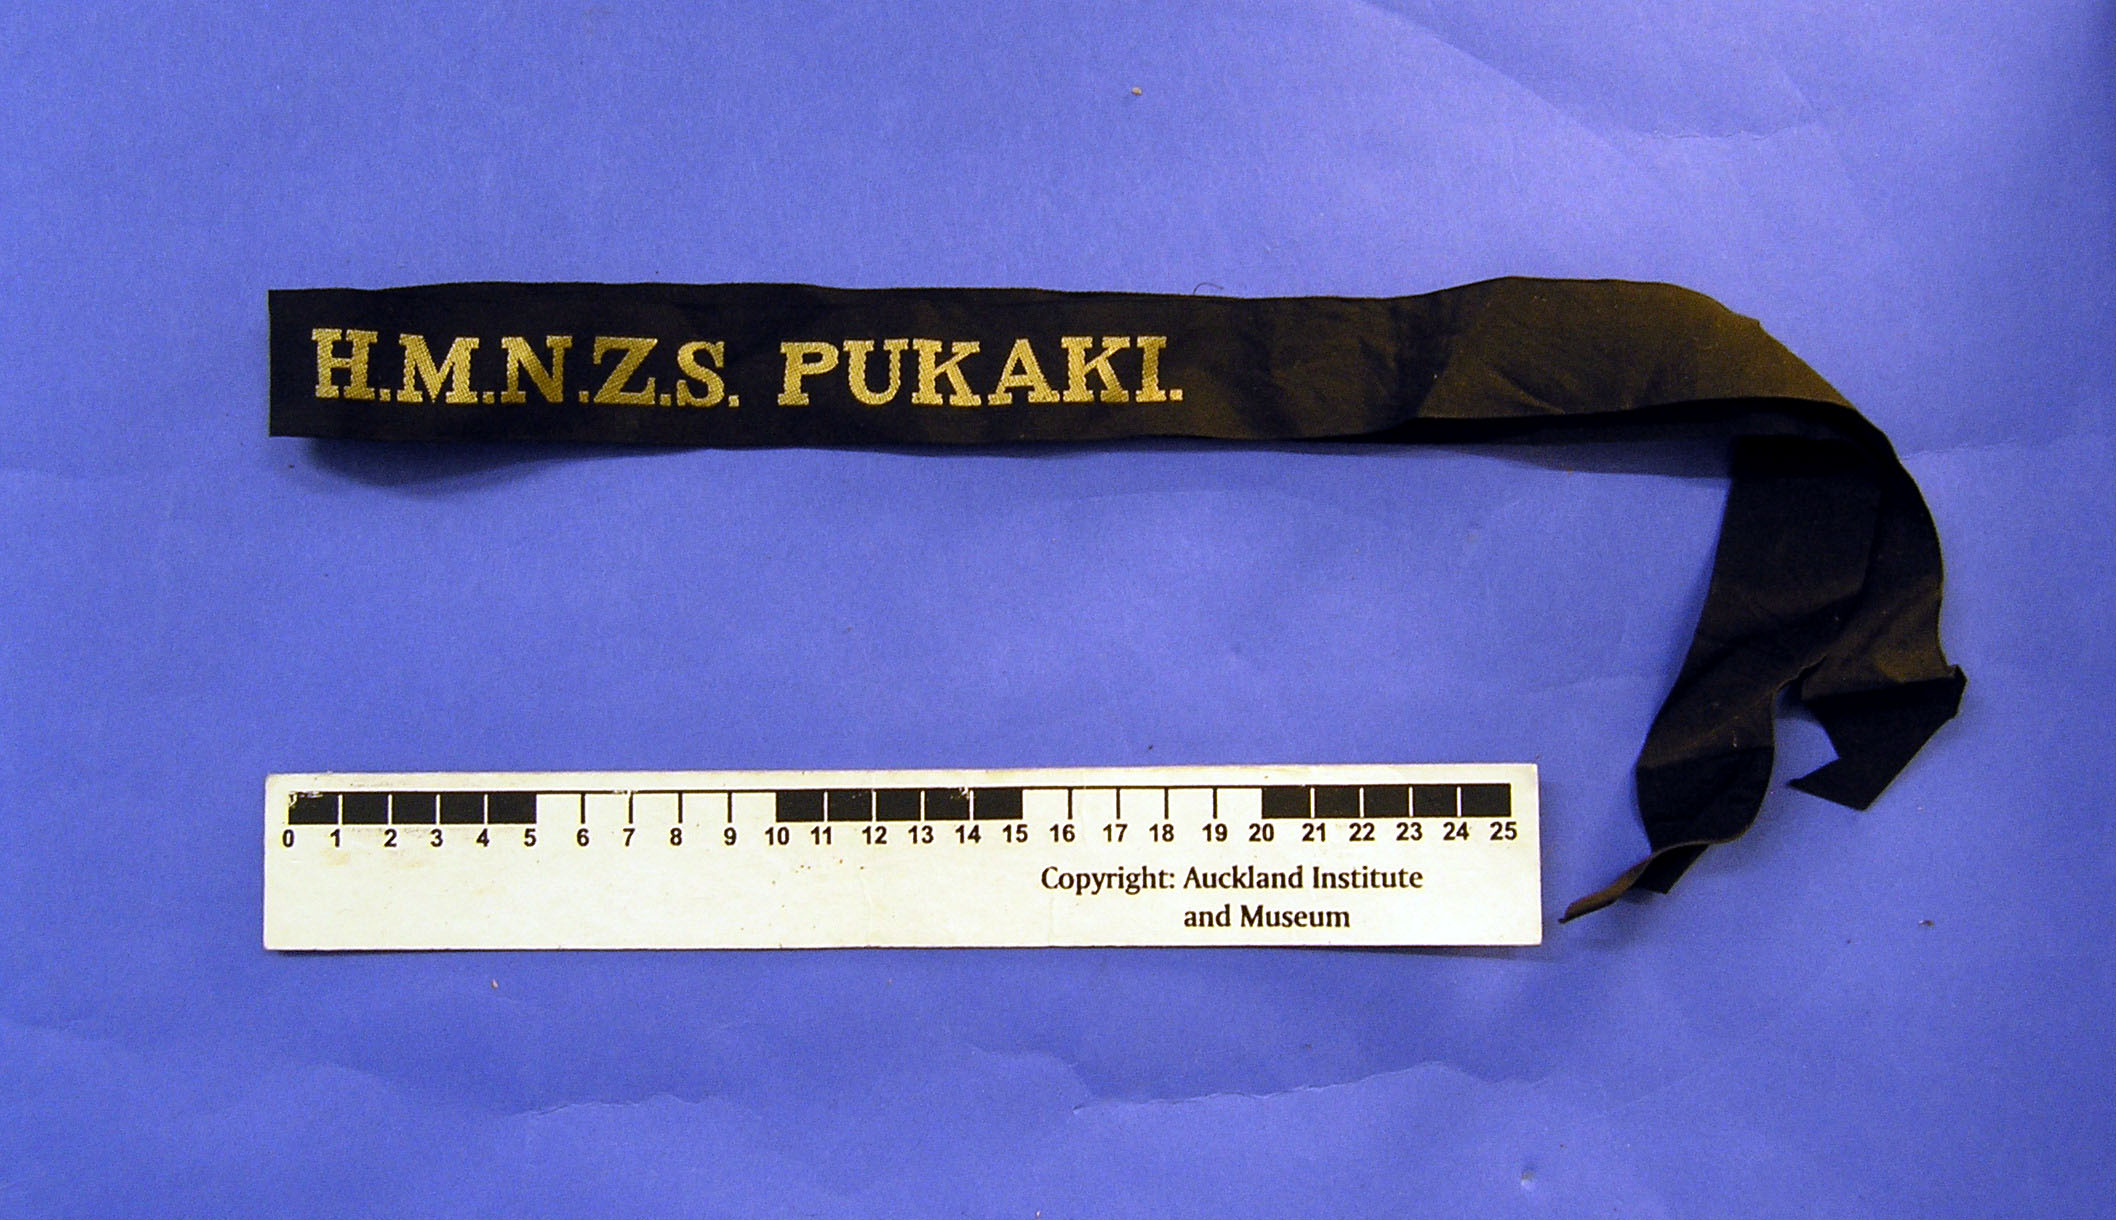 H.M.N.Z.S. PUKAKI.
0 1 2 3 4 5 6 7 8 9 10 11 12 13 14 15 16 17 18 19 20 21 22 23 24 25
Copyright: Auckland Institute
and Museum